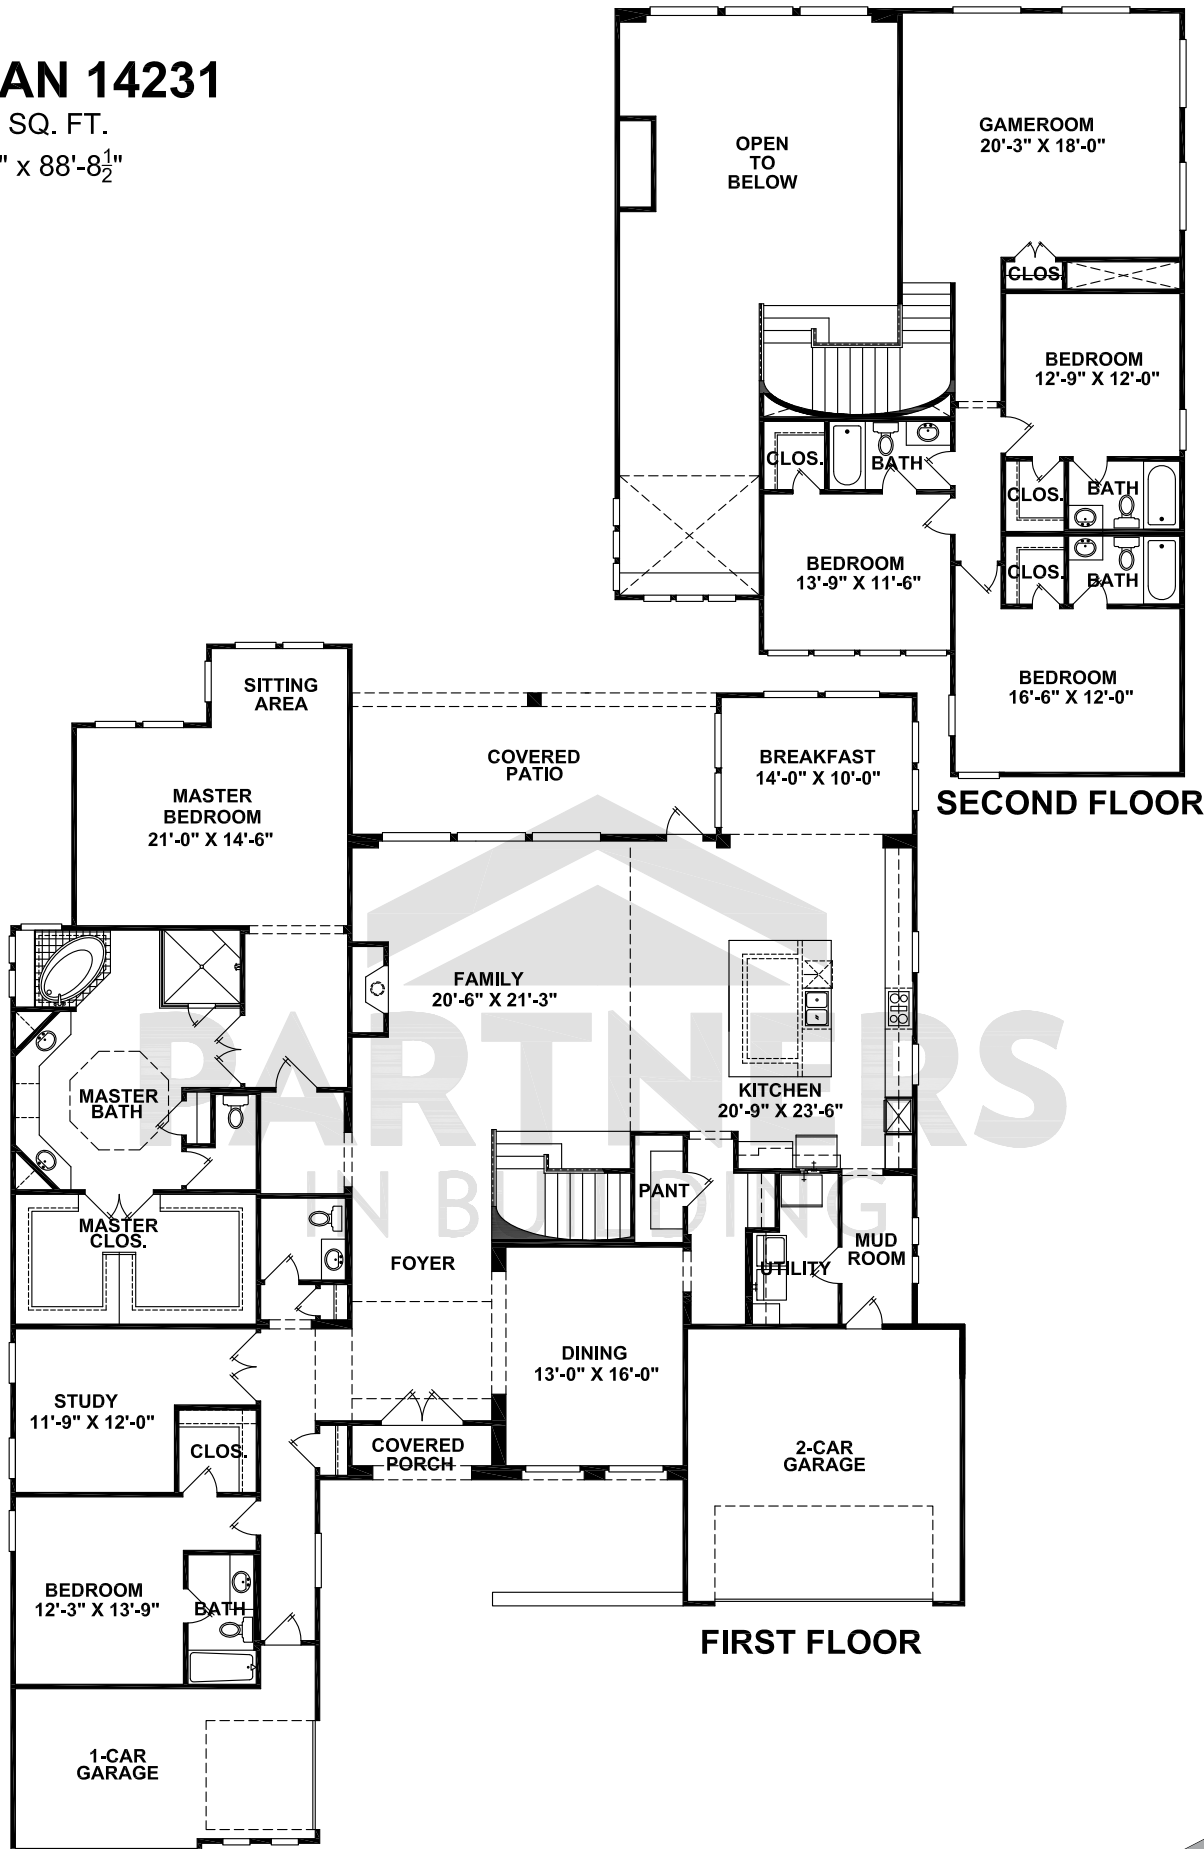 AN 14231
SQ. FT.
" x 88'-8½"
OPEN
TO
BELOW
GAMEROOM
20'-3" X 18'-0"
CLOS.
BEDROOM
12'-9" X 12'-0"
CLOS.
BATH
CLOS.
BATH
BEDROOM
13'-9" X 11'-6"
CLOS.
BATH
BEDROOM
16'-6" X 12'-0"
SECOND FLOOR
SITTING
AREA
MASTER
BEDROOM
21'-0" X 14'-6"
COVERED
PATIO
BREAKFAST
14'-0" X 10'-0"
FAMILY
20'-6" X 21'-3"
PARTNERS
IN BUILDING
KITCHEN
20'-9" X 23'-6"
MASTER
BATH
PANT
MASTER
CLOS.
FOYER
UTILITY
MUD
ROOM
DINING
13'-0" X 16'-0"
STUDY
11'-9" X 12'-0"
CLOS.
COVERED
PORCH
2-CAR
GARAGE
BEDROOM
12'-3" X 13'-9"
BATH
FIRST FLOOR
1-CAR
GARAGE